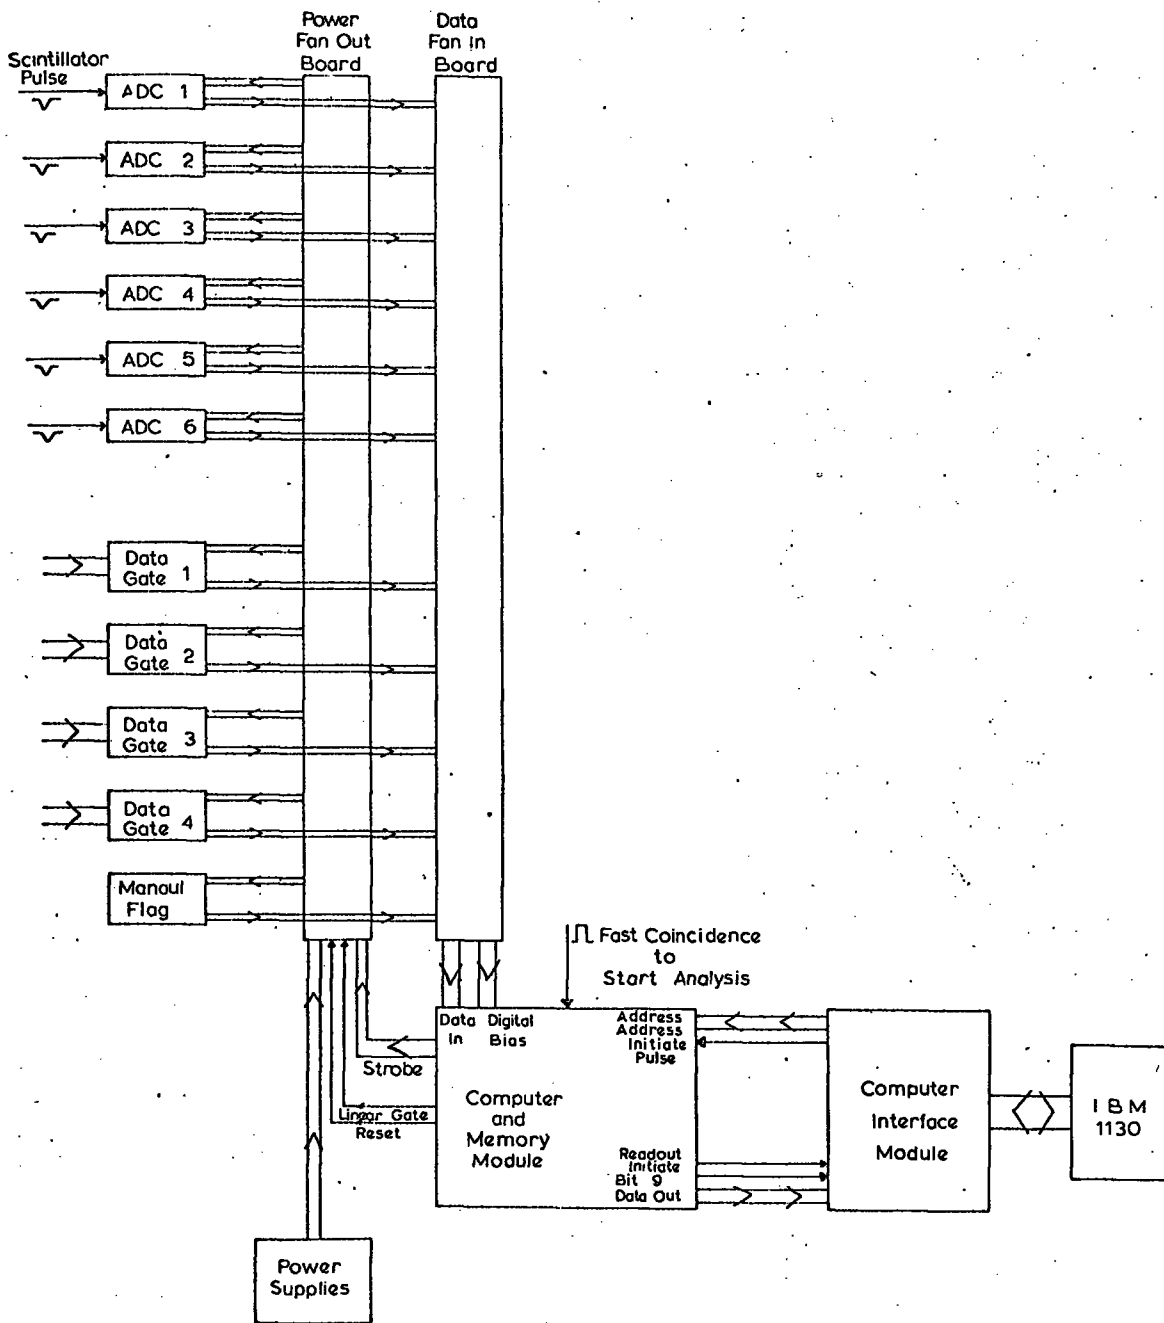 Power
Fan Out
Board
Data
Fan In
Board
Scintillator
Pulse
ADC 1
ADC 2
ADC 3
ADC 4
ADC 5
ADC 6
Data
Gate 1
Data
Gate 2
Data
Gate 3
Data
Gate 4
Manaul
Flag
Fast Coincidence
to
Start Analysis
Data
In
Digital
Bias
Address
Address
Initiate
Pulse
Strobe
Linear Gate
Reset
Computer
and
Memory
Module
Readout
Initiate
Bit 9
Data Out
Computer
Interface
Module
IBM
1130
Power
Supplies